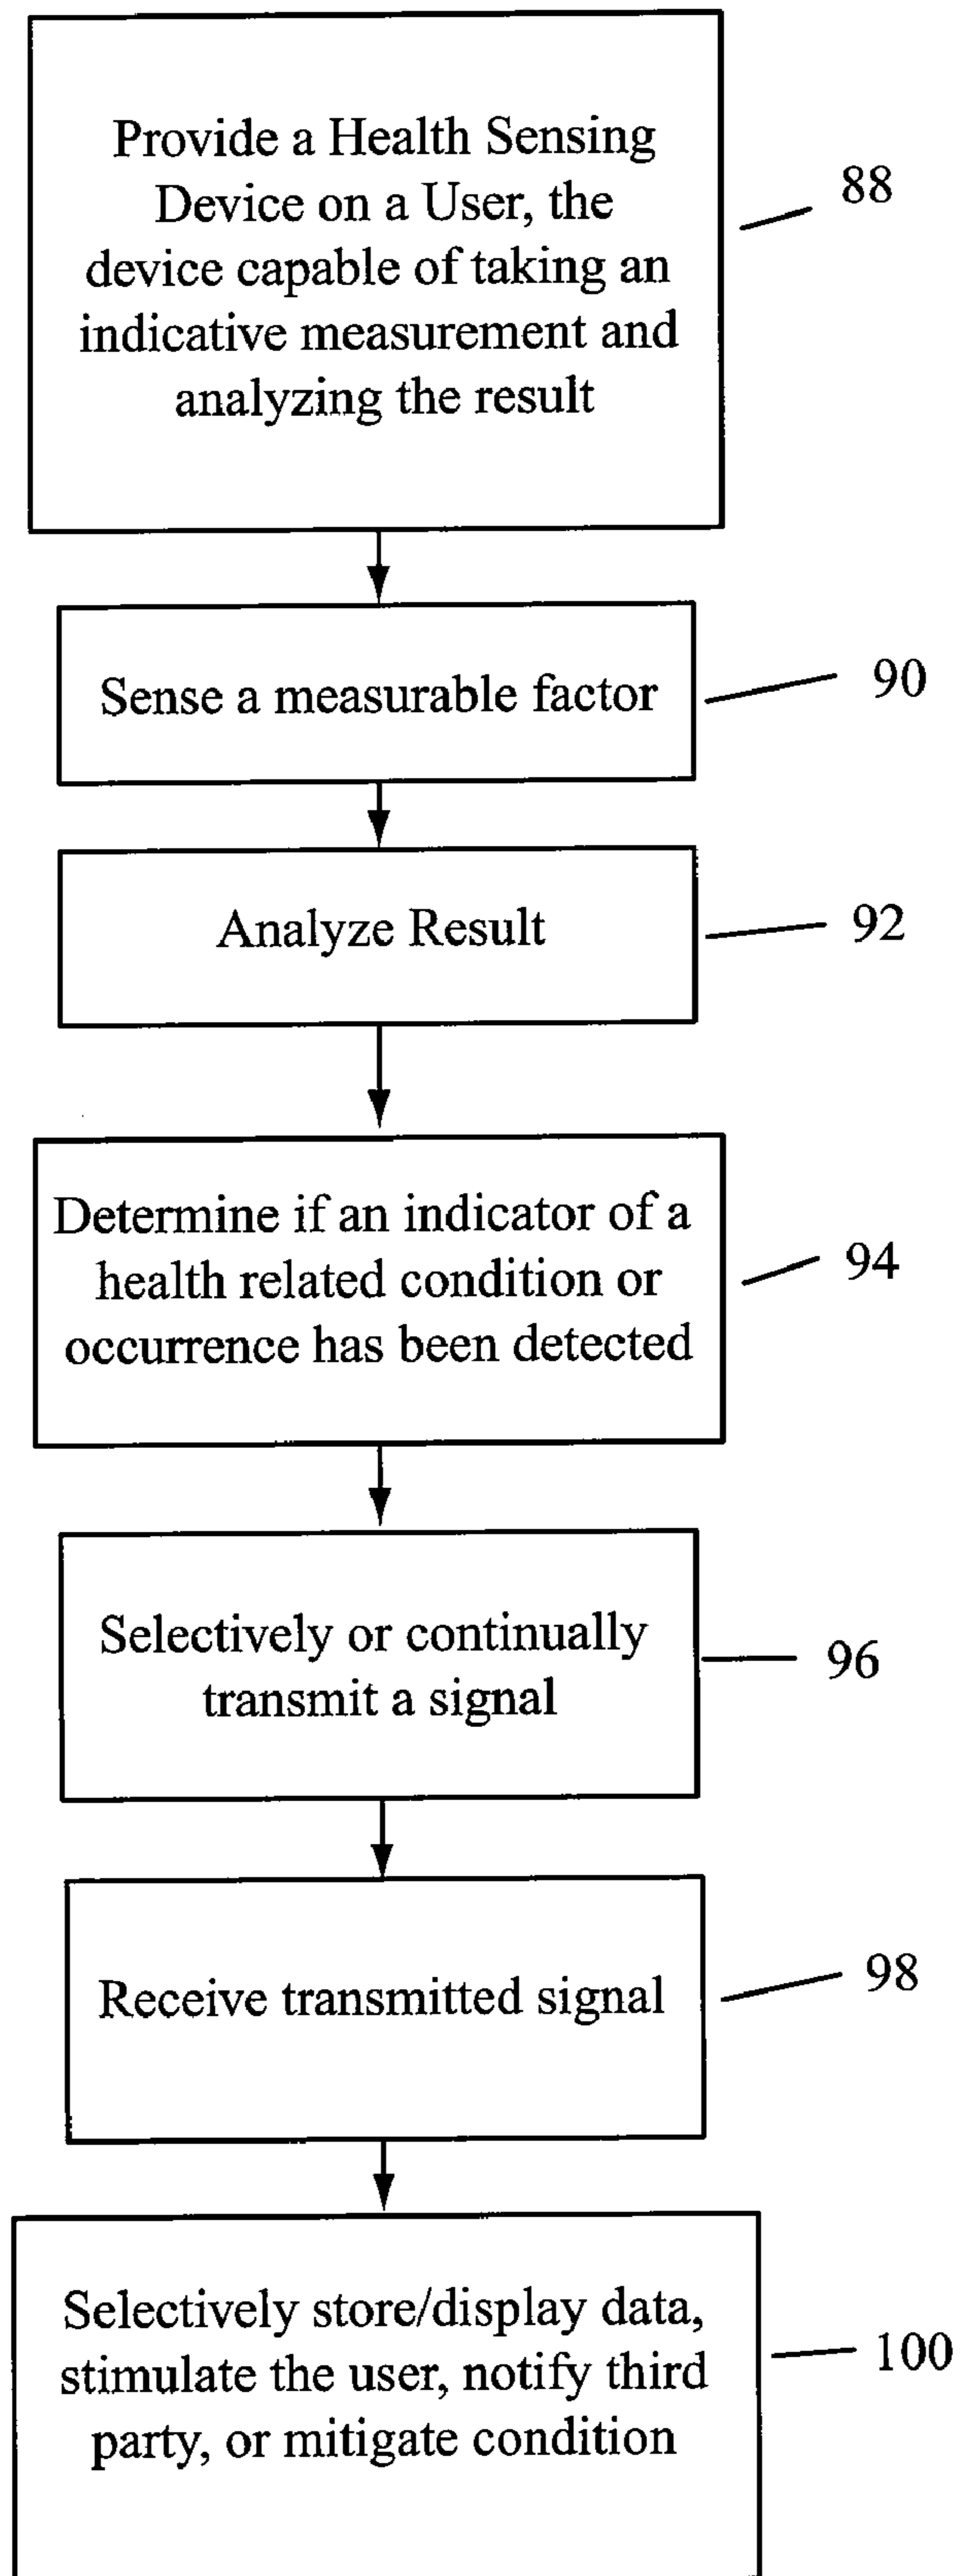 Provide a Health Sensing
Device on a User, the
device capable of taking an
indicative measurement and
analyzing the result
88
Sense a measurable factor
90
Analyze Result
92
Determine if an indicator of a
health related condition or
occurrence has been detected
94
Selectively or continually
transmit a signal
96
Receive transmitted signal
98
Selectively store/display data,
stimulate the user, notify third
party, or mitigate condition
100